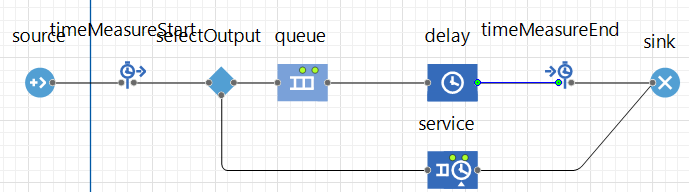 source
timeMeasureStart
selectOutput
queue
delay
timeMeasureEnd
sink
service